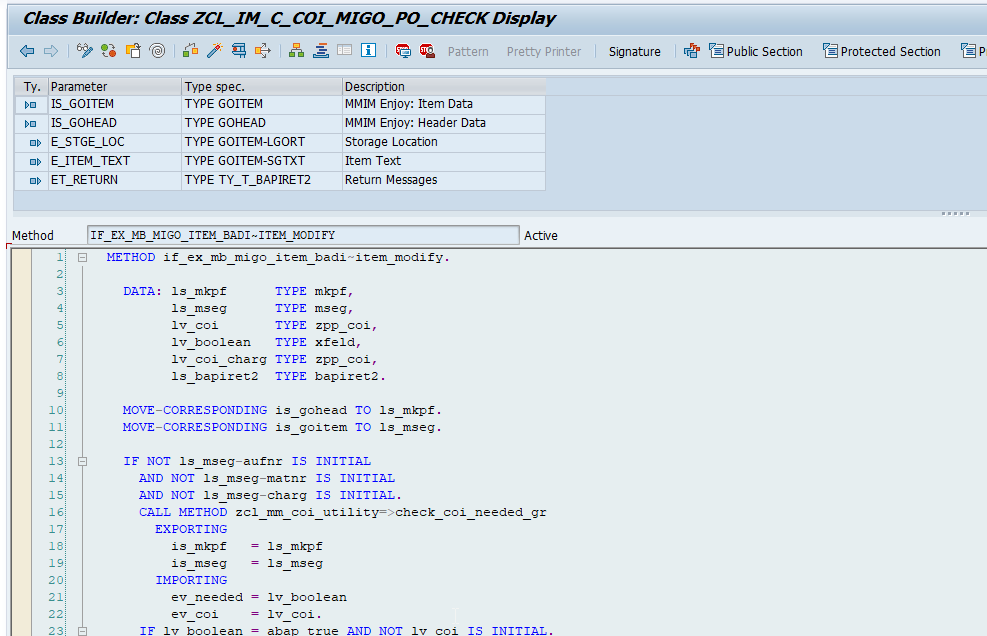 Class Builder: Class ZCL_IM_C_COI_MIGO_PO_CHECK Display
Pattern Pretty Printer Signature Public Section Protected Section
Ty. Parameter Type spec. Description
IS_GOITEM TYPE GOITEM MMIM Enjoy: Item Data
IS_GOHEAD TYPE GOHEAD MMIM Enjoy: Header Data
E_STGE_LOC TYPE GOITEM-LGORT Storage Location
E_ITEM_TEXT TYPE GOITEM-SGTXT Item Text
ET_RETURN TYPE TY_T_BAPIRET2 Return Messages
Method IF_EX_MB_MIGO_ITEM_BADI~ITEM_MODIFY Active
1 METHOD if_ex_mb_migo_item_badi~item_modify.
2
3 DATA: ls_mkpf TYPE mkpf,
4 ls_mseg TYPE mseg,
5 lv_coi TYPE zpp_coi,
6 lv_boolean TYPE xfeld,
7 lv_coi_charg TYPE zpp_coi,
8 ls_bapiret2 TYPE bapiret2.
9
10 MOVE-CORRESPONDING is_gohead TO ls_mkpf.
11 MOVE-CORRESPONDING is_goitem TO ls_mseg.
12
13 IF NOT ls_mseg-aufnr IS INITIAL
14 AND NOT ls_mseg-matnr IS INITIAL
15 AND NOT ls_mseg-charg IS INITIAL.
16 CALL METHOD zcl_mm_coi_utility=>check_coi_needed_gr
17 EXPORTING
18 is_mkpf = ls_mkpf
19 is_mseg = ls_mseg
20 IMPORTING
21 ev_needed = lv_boolean
22 ev_coi = lv_coi.
23 IF lv_boolean = abap_true AND NOT lv_coi IS INITIAL.